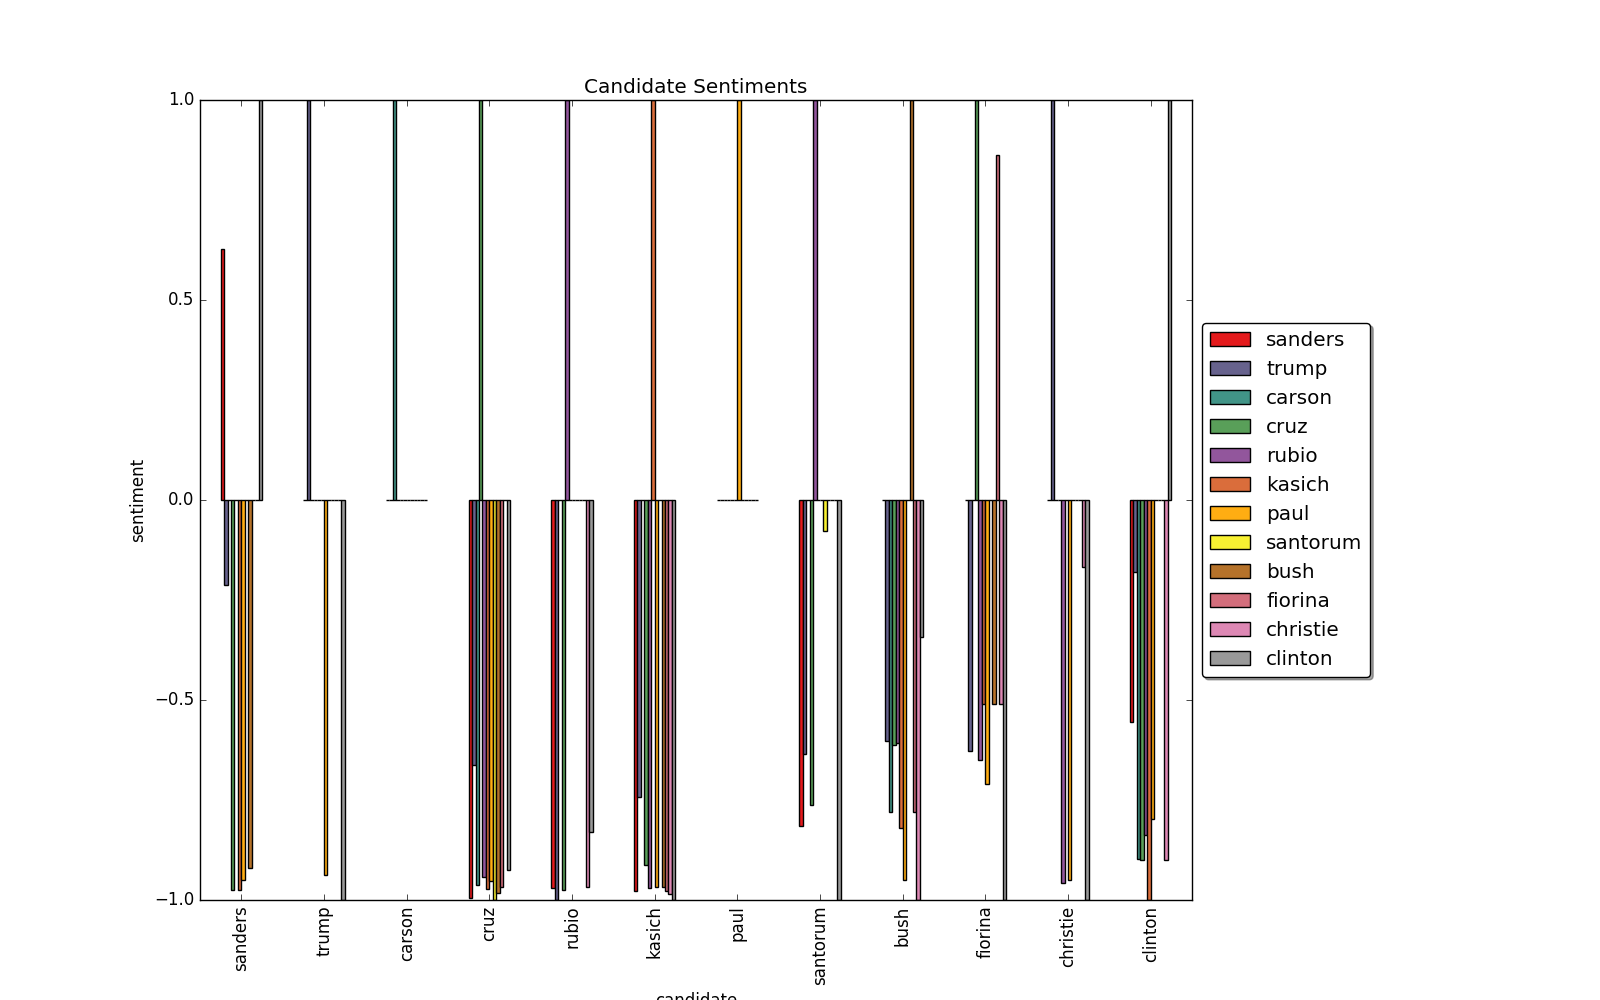 Candidate Sentiments
1.0
0.5
0.0
−0.5
−1.0
sentiment
sanders
trump
carson
cruz
rubio
kasich
paul
santorum
bush
fiorina
christie
clinton
candidate
sanders
trump
carson
cruz
rubio
kasich
paul
santorum
bush
fiorina
christie
clinton